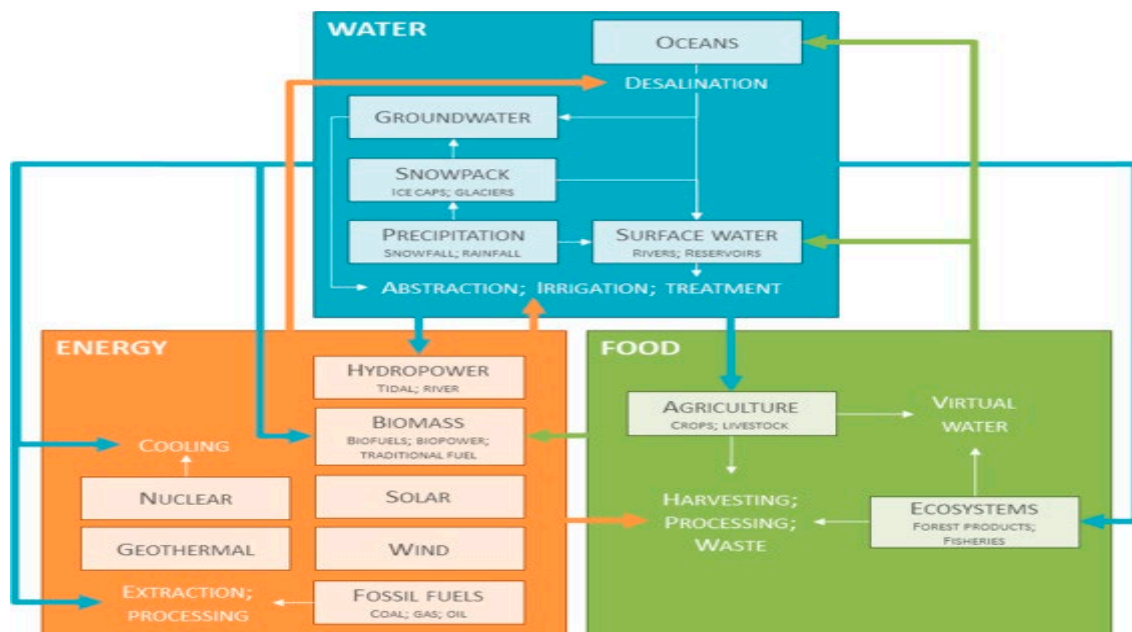 WATER
OCEANS
DESALINATION
GROUNDWATER
SNOWPACK
ICE CAPS; GLACIERS
PRECIPITATION
SNOWFALL; RAINFALL
SURFACE WATER
RIVERS; RESERVOIRS
ABSTRACTION; IRRIGATION; TREATMENT
ENERGY
HYDROPOWER
TIDAL; RIVER
BIOMASS
BIOFUELS; BIOPOWER;
TRADITIONAL FUEL
COOLING
NUCLEAR
SOLAR
GEOTHERMAL
WIND
EXTRACTION;
PROCESSING
FOSSIL FUELS
COAL; GAS; OIL
FOOD
AGRICULTURE
CROPS; LIVESTOCK
VIRTUAL
WATER
HARVESTING;
PROCESSING;
WASTE
ECOSYSTEMS
FOREST PRODUCTS;
FISHERIES